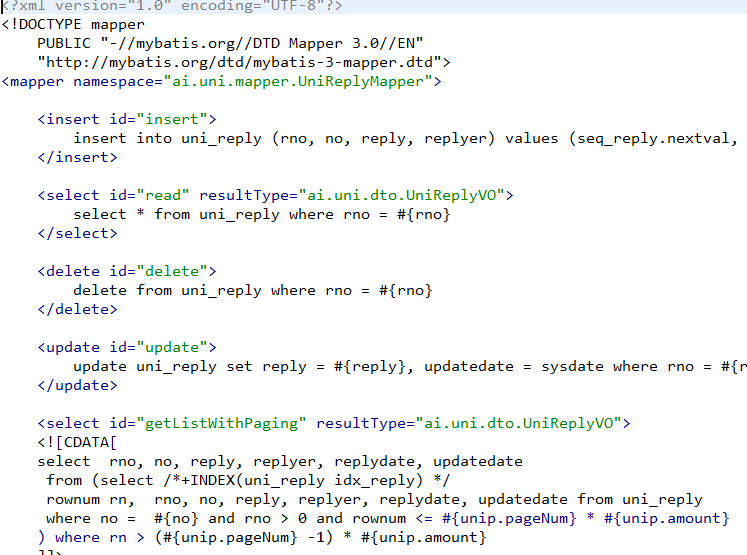 <?xml version="1.0" encoding="UTF-8"?>
<!DOCTYPE mapper
PUBLIC "-//mybatis.org//DTD Mapper 3.0//EN"
"http://mybatis.org/dtd/mybatis-3-mapper.dtd">
<mapper namespace="ai.uni.mapper.UniReplyMapper">
<insert id="insert">
insert into uni_reply (rno, no, reply, replyer) values (seq_reply.nextval,
</insert>
<select id="read" resultType="ai.uni.dto.UniReplyVO">
select * from uni_reply where rno = #{rno}
</select>
<delete id="delete">
delete from uni_reply where rno = #{rno}
</delete>
<update id="update">
update uni_reply set reply = #{reply}, updatedate = sysdate where rno = #{r
</update>
<select id="getListWithPaging" resultType="ai.uni.dto.UniReplyVO">
<![CDATA[
select  rno, no, reply, replyer, replydate, updatedate
from (select /*+INDEX(uni_reply idx_reply) */
rownum rn,  rno, no, reply, replyer, replydate, updatedate from uni_reply
where no =  #{no} and rno > 0 and rownum <= #{unip.pageNum} * #{unip.amount}
) where rn > (#{unip.pageNum} -1) * #{unip.amount}
]]>